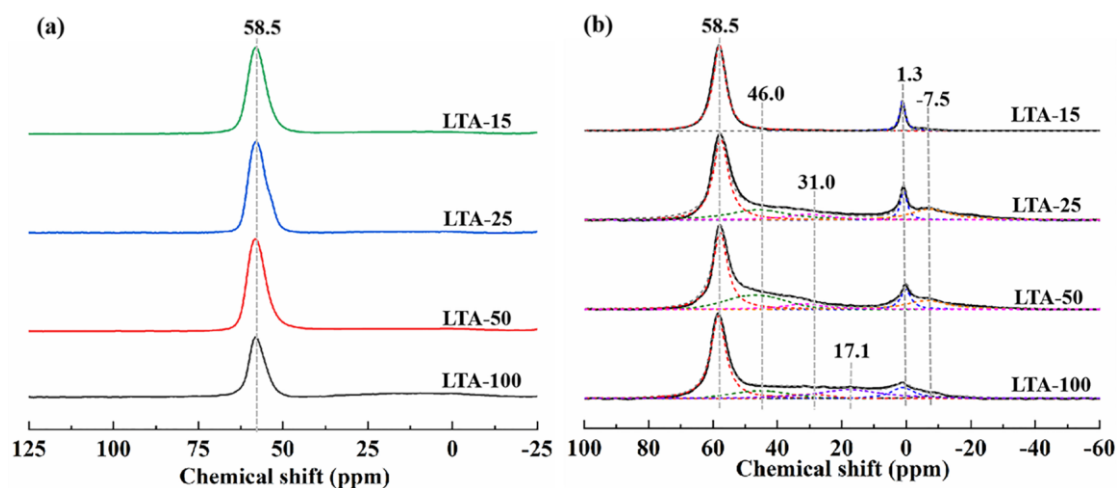 (a)
58.5
LTA-15
LTA-25
LTA-50
LTA-100
125 100 75 50 25 0 -25
Chemical shift (ppm)
(b)
58.5
46.0
1.3
-7.5
LTA-15
31.0
LTA-25
LTA-50
17.1
LTA-100
100 80 60 40 20 0 -20 -40 -60
Chemical shift (ppm)